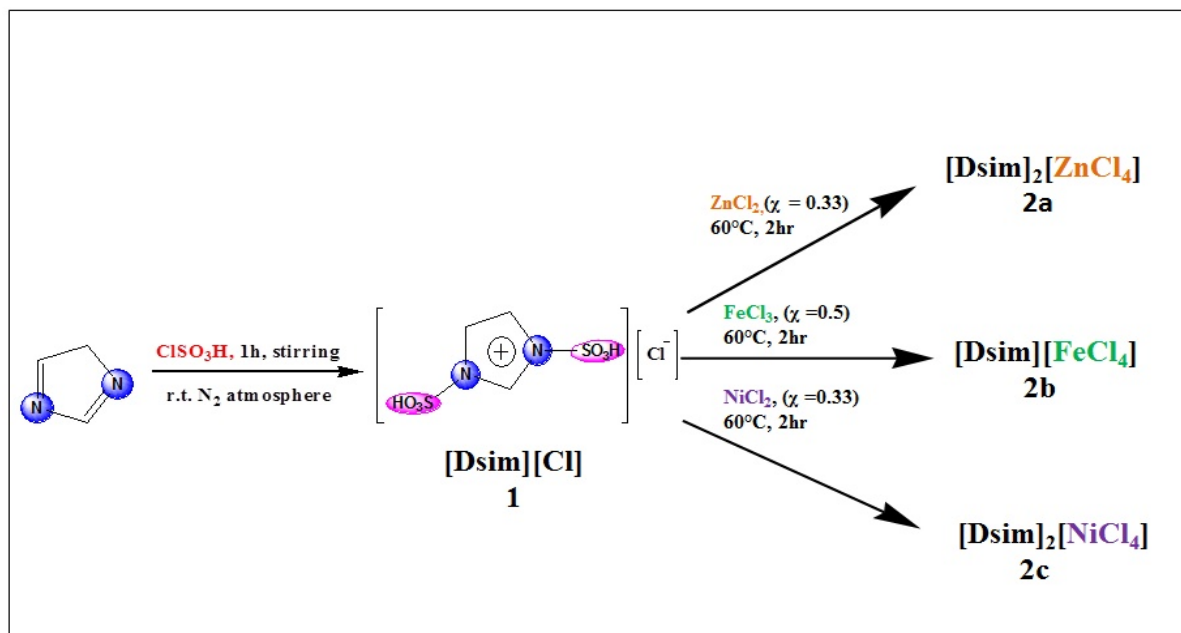 N
N
ClSO₃H, 1h, stirring
r.t. N₂ atmosphere
N
SO₃H
N
HO₃S
Cl⁻
[Dsim][Cl]
1
ZnCl₂,(χ = 0.33)
60°C, 2hr
FeCl₃, (χ =0.5)
60°C, 2hr
NiCl₂, (χ =0.33)
60°C, 2hr
[Dsim]₂[ZnCl₄]
2a
[Dsim][FeCl₄]
2b
[Dsim]₂[NiCl₄]
2c